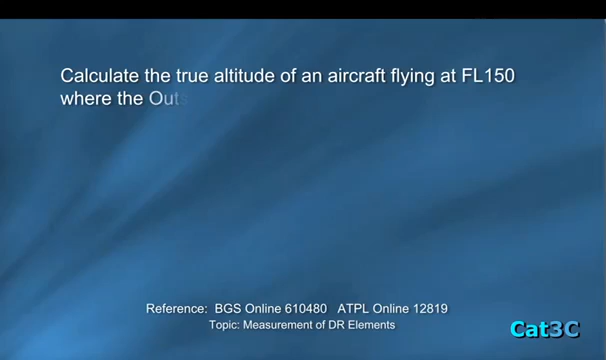 Calculate the true altitude of an aircraft flying at FL150
where the Outs
Reference: BGS Online 610480 ATPL Online 12819
Topic: Measurement of DR Elements
Cat3C